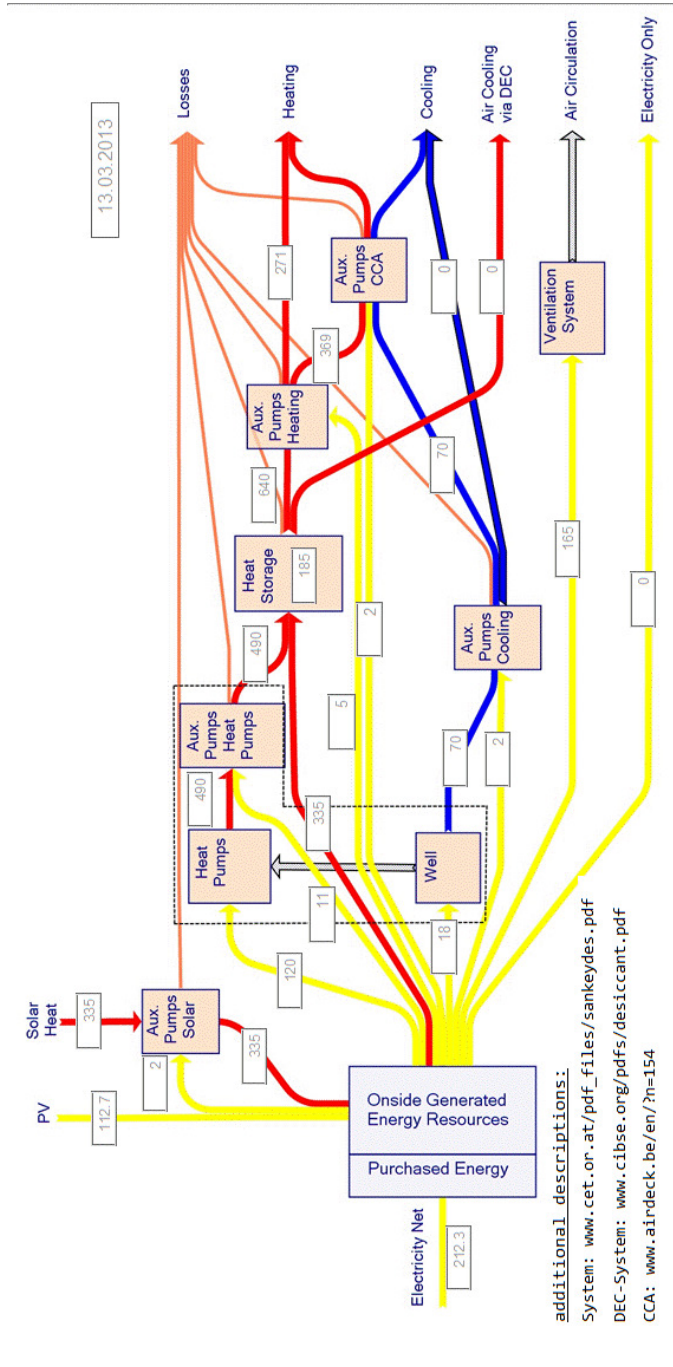 13.03.2013
Solar
Heat
335
PV
112.7
Aux.
Pumps
Solar
2
335
Electricity Net
212.3
Purchased Energy
Onside Generated
Energy Resources
120
Heat
Pumps
490
Aux.
Pumps
Heat
Pumps
490
11
335
18
Well
70
2
Aux.
Pumps
Cooling
5
2
Heat
Storage
185
640
Aux.
Pumps
Heating
271
369
Aux.
Pumps
CCA
70
0
0
165
Ventilation
System
0
Losses
Heating
Cooling
Air Cooling
via DEC
Air Circulation
Electricity Only
additional descriptions:
System: www.cet.or.at/pdf_files/sankeydes.pdf
DEC-System: www.cibse.org/pdfs/desiccant.pdf
CCA: www.airdeck.be/en/?n=154